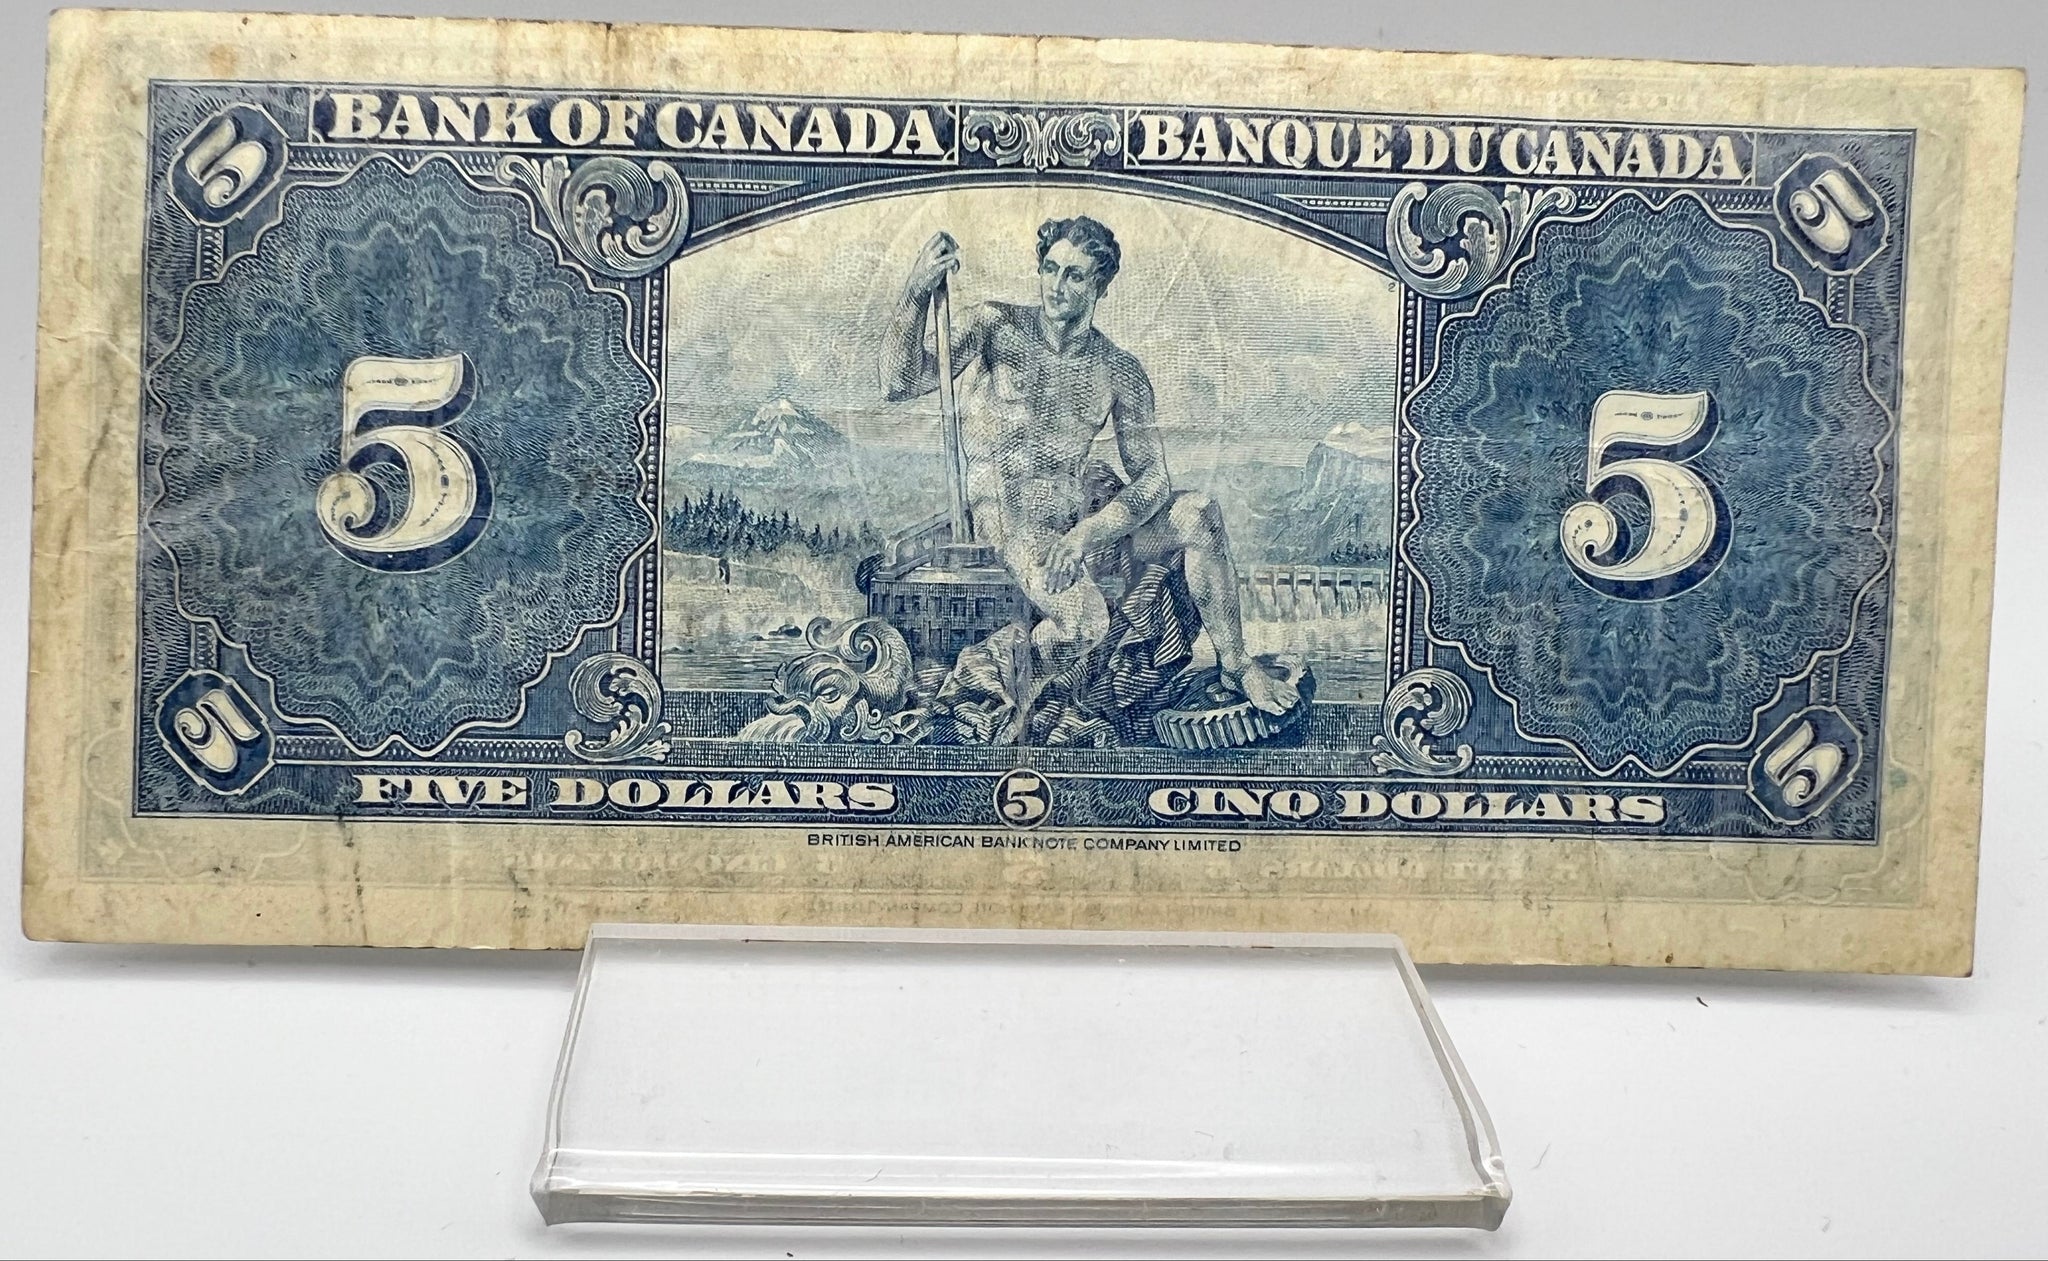 5 BANK OF CANADA BANQUE DU CANADA 5
2
5 5
5 FIVE DOLLARS 5 CINQ DOLLARS 5
BRITISH AMERICAN BANK NOTE COMPANY LIMITED